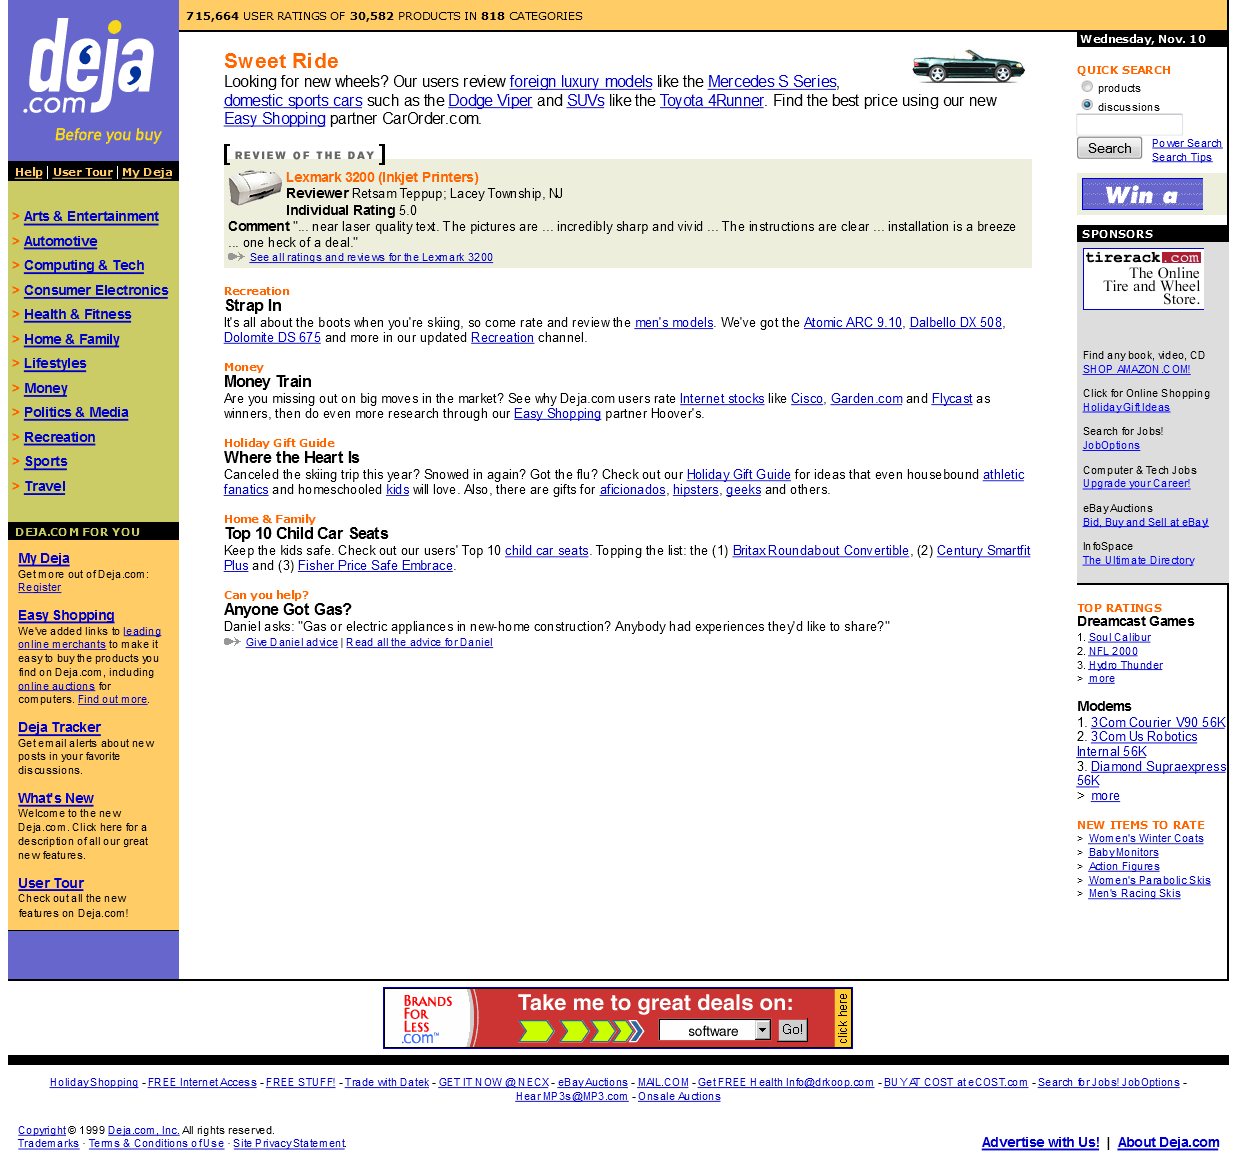 715,664 USER RATINGS OF 30,582 PRODUCTS IN 818 CATEGORIES
deja
.com
Before you buy
Help | User Tour | My Deja
> Arts & Entertainment
> Automotive
> Computing & Tech
> Consumer Electronics
> Health & Fitness
> Home & Family
> Lifestyles
> Money
> Politics & Media
> Recreation
> Sports
> Travel
DEJA.COM FOR YOU
My Deja
Get more out of Deja.com:
Register
Easy Shopping
We've added links to leading
online merchants to make it
easy to buy the products you
find on Deja.com, including
online auctions for
computers. Find out more.
Deja Tracker
Get email alerts about new
posts in your favorite
discussions.
What's New
Welcome to the new
Deja.com. Click here for a
description of all our great
new features.
User Tour
Check out all the new
features on Deja.com!
Sweet Ride
Looking for new wheels? Our users review foreign luxury models like the Mercedes S Series,
domestic sports cars such as the Dodge Viper and SUVs like the Toyota 4Runner. Find the best price using our new
Easy Shopping partner CarOrder.com.
[ REVIEW OF THE DAY ]
Lexmark 3200 (Inkjet Printers)
Reviewer Retsam Teppup; Lacey Township, NJ
Individual Rating 5.0
Comment "... near laser quality text. The pictures are ... incredibly sharp and vivid ... The instructions are clear ... installation is a breeze
... one heck of a deal."
See all ratings and reviews for the Lexmark 3200
Recreation
Strap In
It's all about the boots when you're skiing, so come rate and review the men's models. We've got the Atomic ARC 9.10, Dalbello DX 508,
Dolomite DS 675 and more in our updated Recreation channel.
Money
Money Train
Are you missing out on big moves in the market? See why Deja.com users rate Internet stocks like Cisco, Garden.com and Flycast as
winners, then do even more research through our Easy Shopping partner Hoover's.
Holiday Gift Guide
Where the Heart Is
Canceled the skiing trip this year? Snowed in again? Got the flu? Check out our Holiday Gift Guide for ideas that even housebound athletic
fanatics and homeschooled kids will love. Also, there are gifts for aficionados, hipsters, geeks and others.
Home & Family
Top 10 Child Car Seats
Keep the kids safe. Check out our users' Top 10 child car seats. Topping the list: the (1) Britax Roundabout Convertible, (2) Century Smartfit
Plus and (3) Fisher Price Safe Embrace.
Can you help?
Anyone Got Gas?
Daniel asks: "Gas or electric appliances in new-home construction? Anybody had experiences they'd like to share?"
Give Daniel advice | Read all the advice for Daniel
Wednesday, Nov. 10
QUICK SEARCH
products
discussions
Search
Power Search
Search Tips
Win a
SPONSORS
tirerack.com
The Online
Tire and Wheel
Store.
Find any book, video, CD
SHOP AMAZON.COM!
Click for Online Shopping
Holiday Gift Ideas
Search for Jobs!
JobOptions
Computer & Tech Jobs
Upgrade your Career!
eBay Auctions
Bid, Buy and Sell at eBay!
InfoSpace
The Ultimate Directory
TOP RATINGS
Dreamcast Games
1. Soul Calibur
2. NFL 2000
3. Hydro Thunder
> more
Modems
1. 3Com Courier V90 56K
2. 3Com Us Robotics
Internal 56K
3. Diamond Supraexpress
56K
> more
NEW ITEMS TO RATE
> Women's Winter Coats
> Baby Monitors
> Action Figures
> Women's Parabolic Skis
> Men's Racing Skis
BRANDS
FOR
LESS
.com™
Take me to great deals on:
software
Go!
click here
Holiday Shopping - FREE Internet Access - FREE STUFF! - Trade with Datek - GET IT NOW @ NECX - eBay Auctions - MAIL.COM - Get FREE Health Info@drkoop.com - BUY AT COST at eCOST.com - Search for Jobs! JobOptions -
Hear MP3s@MP3.com - Onsale Auctions
Copyright © 1999 Deja.com, Inc. All rights reserved.
Trademarks · Terms & Conditions of Use · Site Privacy Statement.
Advertise with Us! | About Deja.com